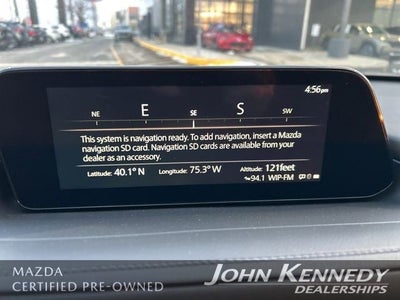 4:56pm
NE E SE S SW
This system is navigation ready. To add navigation, insert a Mazda
navigation SD card. Navigation SD cards are available from your
dealer as an accessory.
Latitude: 40.1° N Longitude: 75.3° W Altitude: 121feet
94.1 WIP-FM
MAZDA
CERTIFIED PRE-OWNED
JOHN KENNEDY
DEALERSHIPS